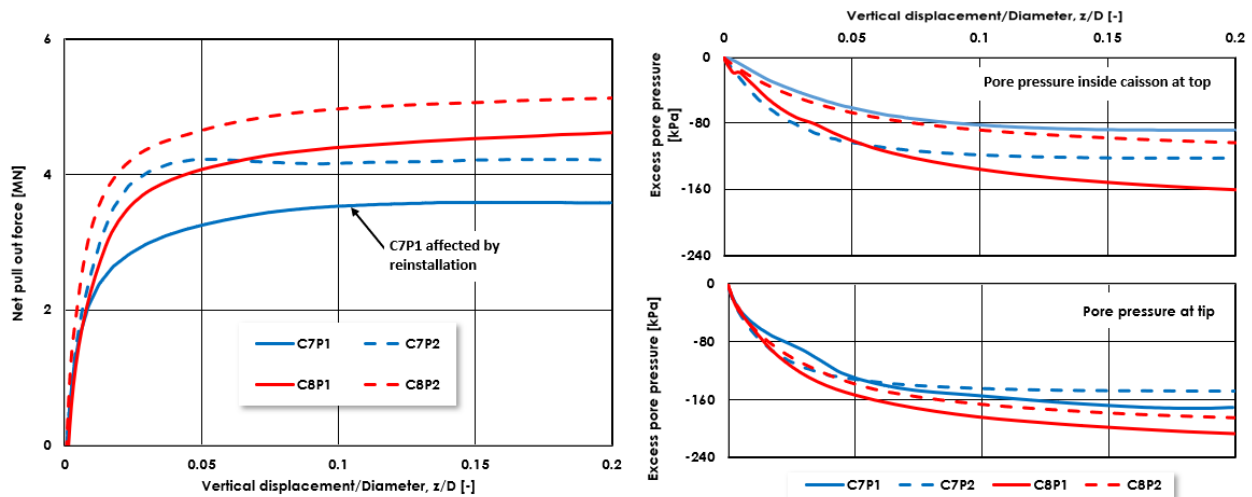 Net pull out force [MN]
6
4
2
0
0
0.05
0.1
0.15
0.2
Vertical displacement/Diameter, z/D [-]
C7P1 affected by
reinstallation
C7P1
C7P2
C8P1
C8P2
Vertical displacement/Diameter, z/D [-]
0
0.05
0.1
0.15
0.2
Excess pore pressure
[kPa]
-0
-80
-160
-240
Pore pressure inside caisson at top
Excess pore pressure [kPa]
0
-80
-160
-240
Pore pressure at tip
C7P1
C7P2
C8P1
C8P2